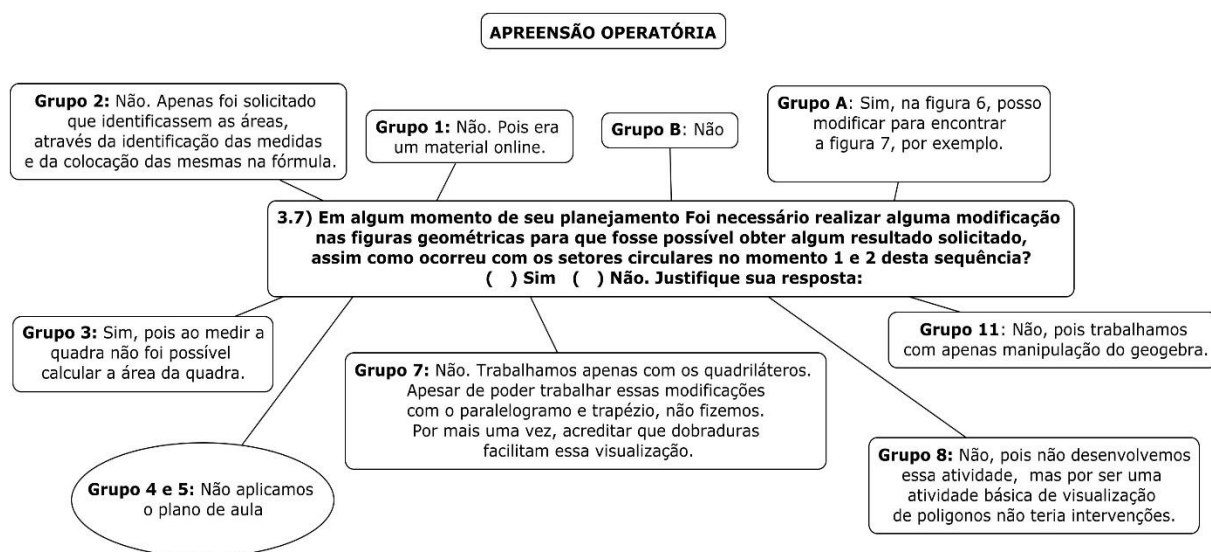 APREENSÃO OPERATÓRIA
Grupo 2: Não. Apenas foi solicitado
que identificassem as áreas,
através da identificação das medidas
e da colocação das mesmas na fórmula.
Grupo 1: Não. Pois era
um material online.
Grupo B: Não
Grupo A: Sim, na figura 6, posso
modificar para encontrar
a figura 7, por exemplo.
3.7) Em algum momento de seu planejamento Foi necessário realizar alguma modificação
nas figuras geométricas para que fosse possível obter algum resultado solicitado,
assim como ocorreu com os setores circulares no momento 1 e 2 desta sequência?
( ) Sim ( ) Não. Justifique sua resposta:
Grupo 3: Sim, pois ao medir a
quadra não foi possível
calcular a área da quadra.
Grupo 7: Não. Trabalhamos apenas com os quadriláteros.
Apesar de poder trabalhar essas modificações
com o paralelogramo e trapézio, não fizemos.
Por mais uma vez, acreditar que dobraduras
facilitam essa visualização.
Grupo 11: Não, pois trabalhamos
com apenas manipulação do geogebra.
Grupo 4 e 5: Não aplicamos
o plano de aula
Grupo 8: Não, pois não desenvolvemos
essa atividade, mas por ser uma
atividade básica de visualização
de poligonos não teria intervenções.